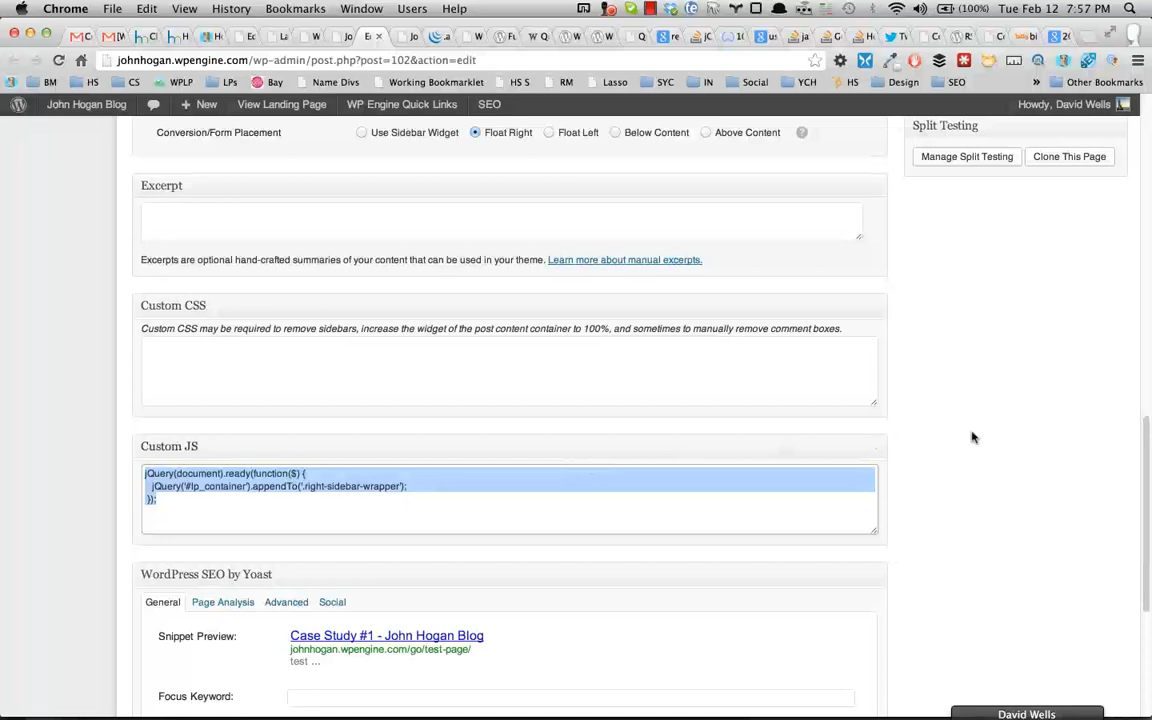 Chrome File Edit View History Bookmarks Window Users Help (100%) Tue Feb 12 7:57 PM
johnhogan.wpengine.com/wp-admin/post.php?post=102&action=edit
BM HS CS WPLP Bay Name Divs Working Bookmarklet HS S LPs RM Lasso SYC IN Social YCH HS Design SEO » Other Bookmarks
John Hogan Blog + New View Landing Page WP Engine Quick Links SEO Howdy, David Wells
Conversion/Form Placement Use Sidebar Widget Float Right Float Left Below Content Above Content ?
Split Testing
Manage Split Testing Clone This Page
Excerpt
Excerpts are optional hand-crafted summaries of your content that can be used in your theme. Learn more about manual excerpts.
Custom CSS
Custom CSS may be required to remove sidebars, increase the widget of the post content container to 100%, and sometimes to manually remove comment boxes.
Custom JS
jQuery(document).ready(function($) {
jQuery('#lp_container').appendTo('.right-sidebar-wrapper');
});
WordPress SEO by Yoast
General Page Analysis Advanced Social
Snippet Preview: Case Study #1 - John Hogan Blog
johnhogan.wpengine.com/go/test-page/
test ...
Focus Keyword:
David Wells